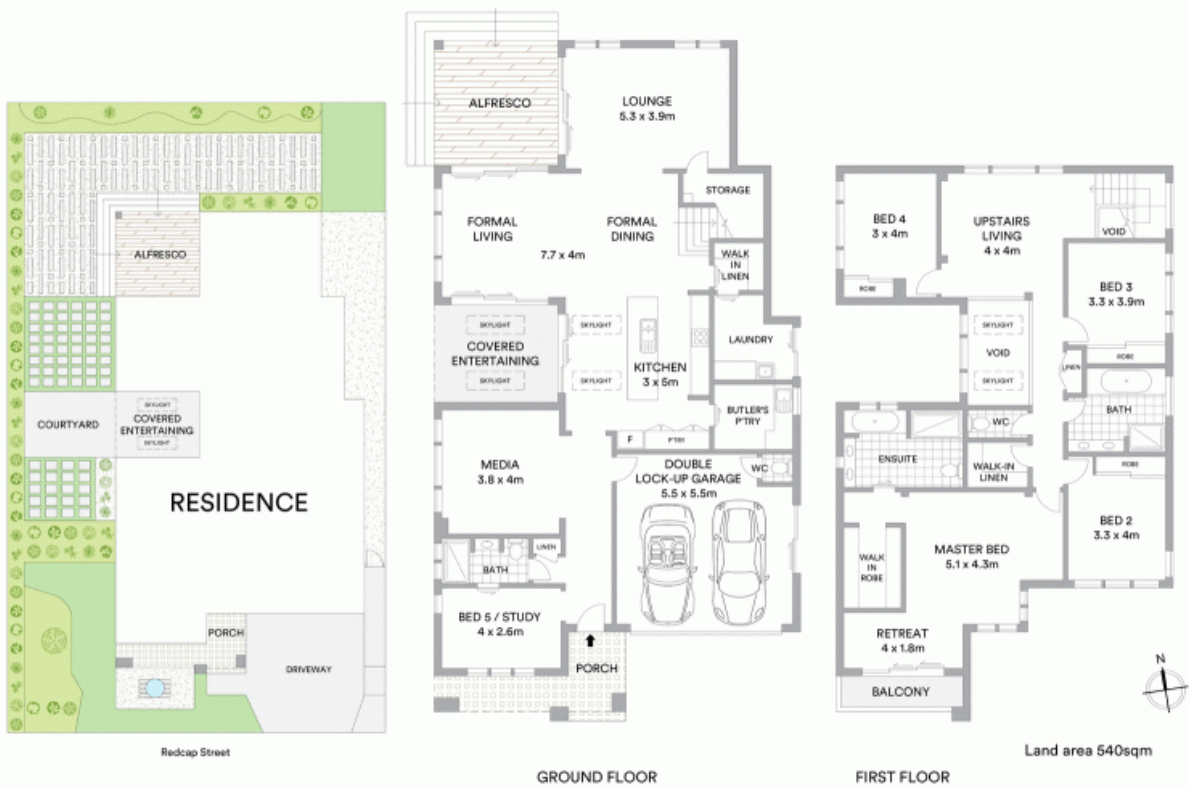 ALFRESCO
COURTYARD
SKYLIGHT
COVERED
ENTERTAINING
SKYLIGHT
RESIDENCE
PORCH
DRIVEWAY
Redcap Street
ALFRESCO
LOUNGE
5.3 x 3.9m
STORAGE
FORMAL
LIVING
FORMAL
DINING
7.7 x 4m
WALK
IN
LINEN
SKYLIGHT
COVERED
ENTERTAINING
SKYLIGHT
SKYLIGHT
SKYLIGHT
KITCHEN
3 x 5m
LAUNDRY
BUTLER'S
P'TRY
F
P'TRY
MEDIA
3.8 x 4m
DOUBLE
LOCK-UP GARAGE
5.5 x 5.5m
WC
LINEN
BATH
BED 5 / STUDY
4 x 2.6m
PORCH
GROUND FLOOR
BED 4
3 x 4m
ROBE
UPSTAIRS
LIVING
4 x 4m
VOID
BED 3
3.3 x 3.9m
ROBE
SKYLIGHT
VOID
SKYLIGHT
LINEN
BATH
WC
ENSUITE
WALK-IN
LINEN
ROBE
BED 2
3.3 x 4m
MASTER BED
5.1 x 4.3m
WALK
IN
ROBE
RETREAT
4 x 1.8m
BALCONY
FIRST FLOOR
N
Land area 540sqm